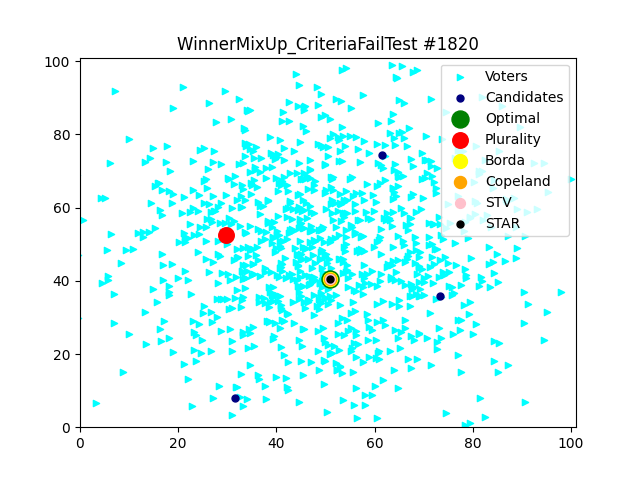 WinnerMixUp_CriteriaFailTest #1820
100
80
60
40
20
0
0
20
40
60
80
100
Voters
Candidates
Optimal
Plurality
Borda
Copeland
STV
STAR